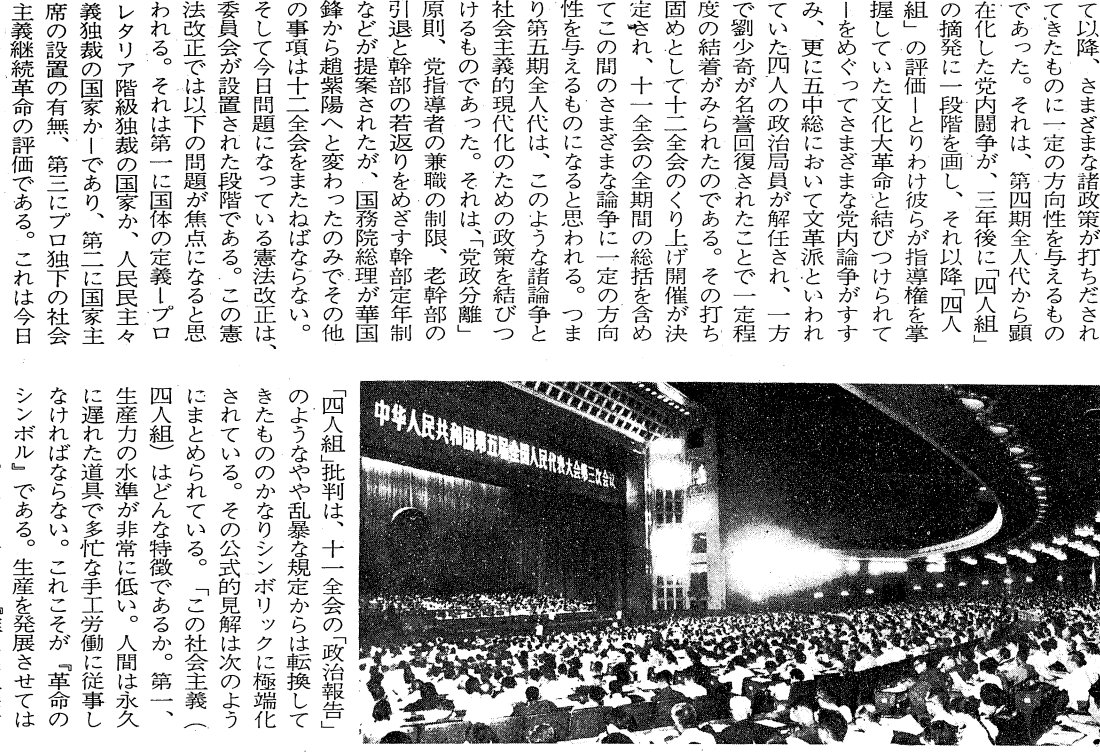 て以降、さまざまな諸政策が打ちだされ
てきたものに一定の方向性を与えるもの
であった。それは、第四期全人代から顕
在化した党内闘争が、三年後に「四人組」
の摘発に一段階を画し、それ以降「四人
組」の評価ーとりわけ彼らが指導権を掌
握していた文化大革命と結びつけられて
ーをめぐってさまざまな党内論争がすす
み、更に五中総において文革派といわれ
ていた四人の政治局員が解任され、一方
で劉少奇が名誉回復されたことで一定程
度の結着がみられたのである。その打ち
固めとして十二全会のくり上げ開催が決
定され、十一全会の全期間の総括を含め
てこの間のさまざまな論争に一定の方向
性を与えるものになると思われる。つま
り第五期全人代は、このような諸論争と
社会主義的現代化のための政策を結びつ
けるものであった。それは、「党政分離」
原則、党指導者の兼職の制限、老幹部の
引退と幹部の若返りをめざす幹部定年制
などが提案されたが、国務院総理が華国
鋒から趙紫陽へと変わったのみでその他
の事項は十二全会をまたねばならない。
そして今日問題になっている憲法改正は、
委員会が設置された段階である。この憲
法改正では以下の問題が焦点になると思
われる。それは第一に国体の定義ープロ
レタリア階級独裁の国家か、人民民主々
義独裁の国家かーであり、第二に国家主
席の設置の有無、第三にプロ独下の社会
主義継続革命の評価である。これは今日
中华人民共和国第五届全国人民代表大会第三次会议
「四人組」批判は、十一全会の「政治報告」
のようなやや乱暴な規定からは転換して
きたもののかなりシンボリックに極端化
されている。その公式的見解は次のよう
にまとめられている。「この社会主義（
四人組）はどんな特徴であるか。第一、
生産力の水準が非常に低い。人間は永久
に遅れた道具で多忙な手工労働に従事し
なければならない。これこそが『革命の
シンボル』である。生産を発展させては